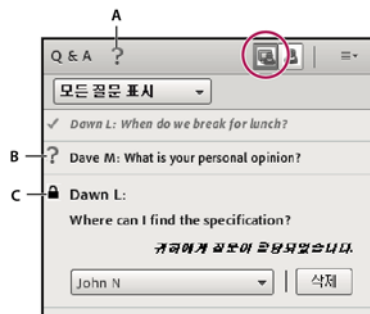 A
Q & A ?
모든 질문 표시
Dawn L: When do we break for lunch?
B ? Dave M: What is your personal opinion?
C Dawn L:
Where can I find the specification?
귀하에게 질문이 할당되었습니다.
John N 삭제